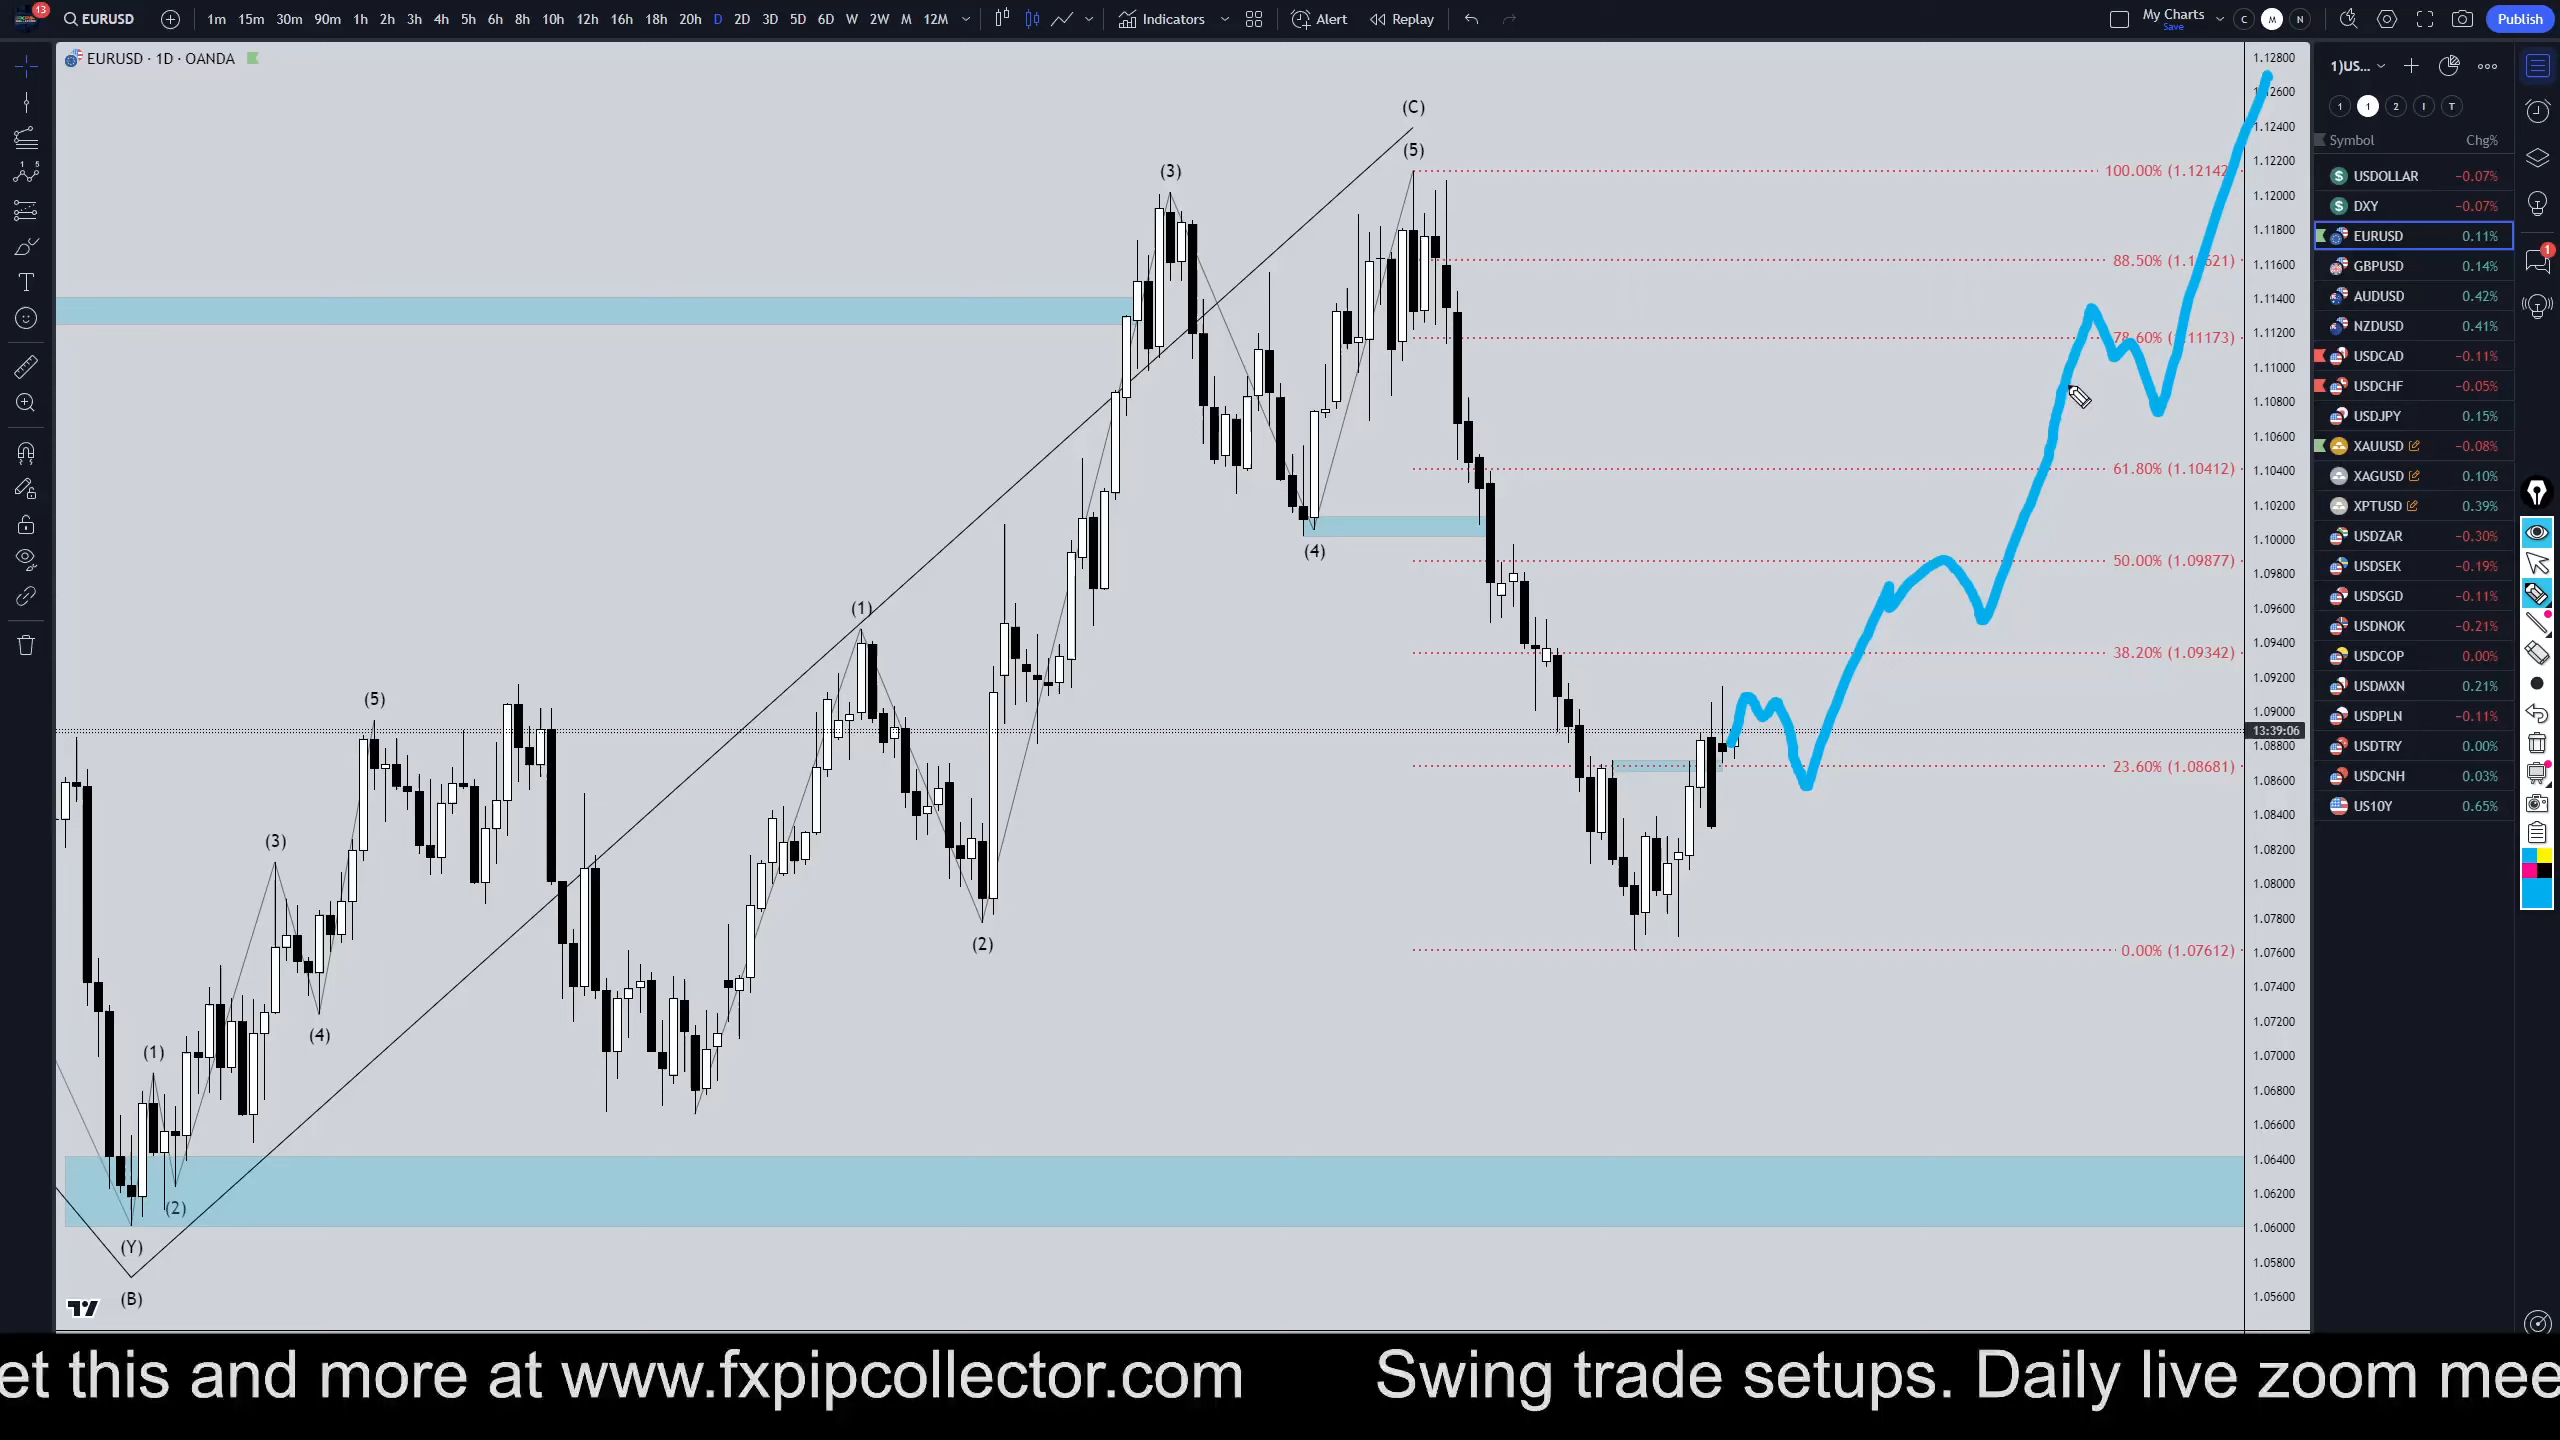 13
EURUSD
1m 15m 30m 90m 1h 2h 3h 4h 5h 6h 8h 10h 12h 16h 18h 20h D 2D 3D 5D 6D W 2W M 12M
Indicators
Alert
Replay
My Charts
Save
C M N
Publish
EURUSD · 1D · OANDA
(C)
(5)
(3)
(4)
(1)
(2)
(5)
(3)
(4)
(1)
(2)
(Y)
(B)
100.00% (1.12142
88.50% (1.1
621)
78.60%
11173)
61.80% (1.10412)
50.00% (1.09877)
38.20% (1.09342)
23.60% (1.08681)
0.00% (1.07612)
1.12800
1.12400
1.12200
1.12000
1.11800
1.11600
1.11400
1.11200
1.11000
1.10800
1.10600
1.10400
1.10200
1.10000
1.09800
1.09600
1.09400
1.09200
1.09000
13:39:06
1.08800
1.08600
1.08400
1.08200
1.08000
1.07800
1.07600
1.07400
1.07200
1.07000
1.06800
1.06600
1.06400
1.06200
1.06000
1.05800
1.05600
1)US...
1 1 2 I T
Symbol Chg%
USDOLLAR −0.07%
DXY −0.07%
EURUSD 0.11%
GBPUSD 0.14%
AUDUSD 0.42%
NZDUSD 0.41%
USDCAD −0.11%
USDCHF −0.05%
USDJPY 0.15%
XAUUSD −0.08%
XAGUSD 0.10%
XPTUSD 0.39%
USDZAR −0.30%
USDSEK −0.19%
USDSGD −0.11%
USDNOK −0.21%
USDCOP 0.00%
USDMXN 0.21%
USDPLN −0.11%
USDTRY 0.00%
USDCNH 0.03%
US10Y 0.65%
1
et this and more at www.fxpipcollector.com Swing trade setups. Daily live zoom mee